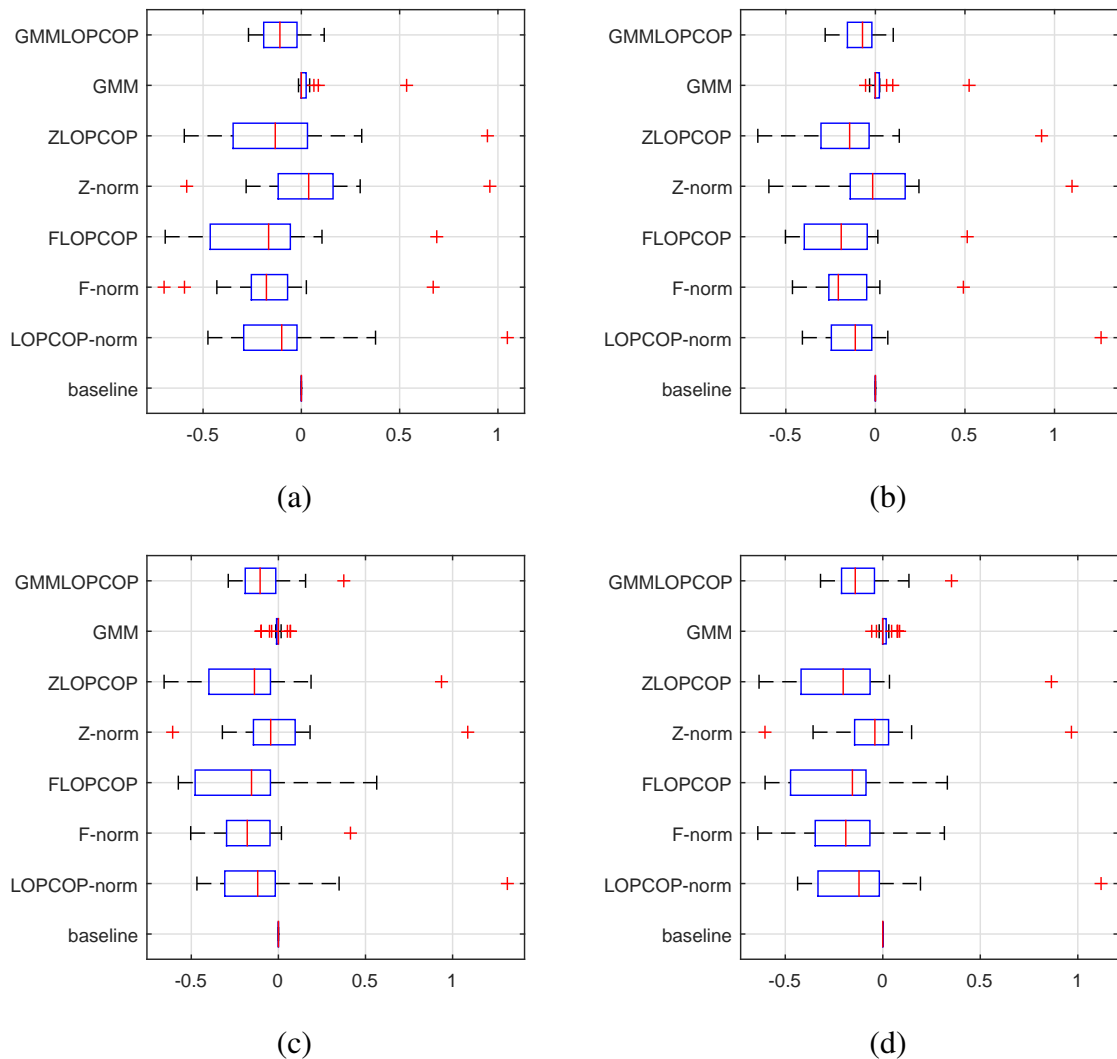 GMMLOPCOP
GMM
ZLOPCOP
Z-norm
FLOPCOP
F-norm
LOPCOP-norm
baseline
-0.5 0 0.5 1
(a)
GMMLOPCOP
GMM
ZLOPCOP
Z-norm
FLOPCOP
F-norm
LOPCOP-norm
baseline
-0.5 0 0.5 1
(b)
GMMLOPCOP
GMM
ZLOPCOP
Z-norm
FLOPCOP
F-norm
LOPCOP-norm
baseline
-0.5 0 0.5 1
(c)
GMMLOPCOP
GMM
ZLOPCOP
Z-norm
FLOPCOP
F-norm
LOPCOP-norm
baseline
-0.5 0 0.5 1
(d)